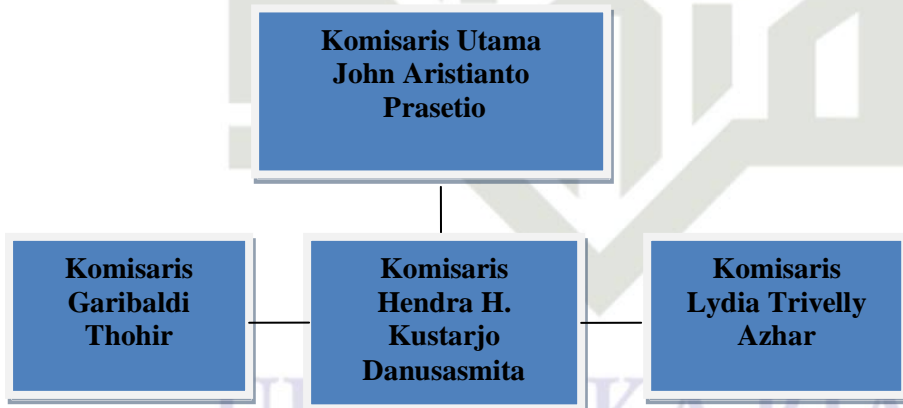 Komisaris Utama
John Aristianto
Prasetio
Komisaris
Garibaldi
Thohir
Komisaris
Hendra H.
Kustarjo
Danusasmita
Komisaris
Lydia Trivelly
Azhar